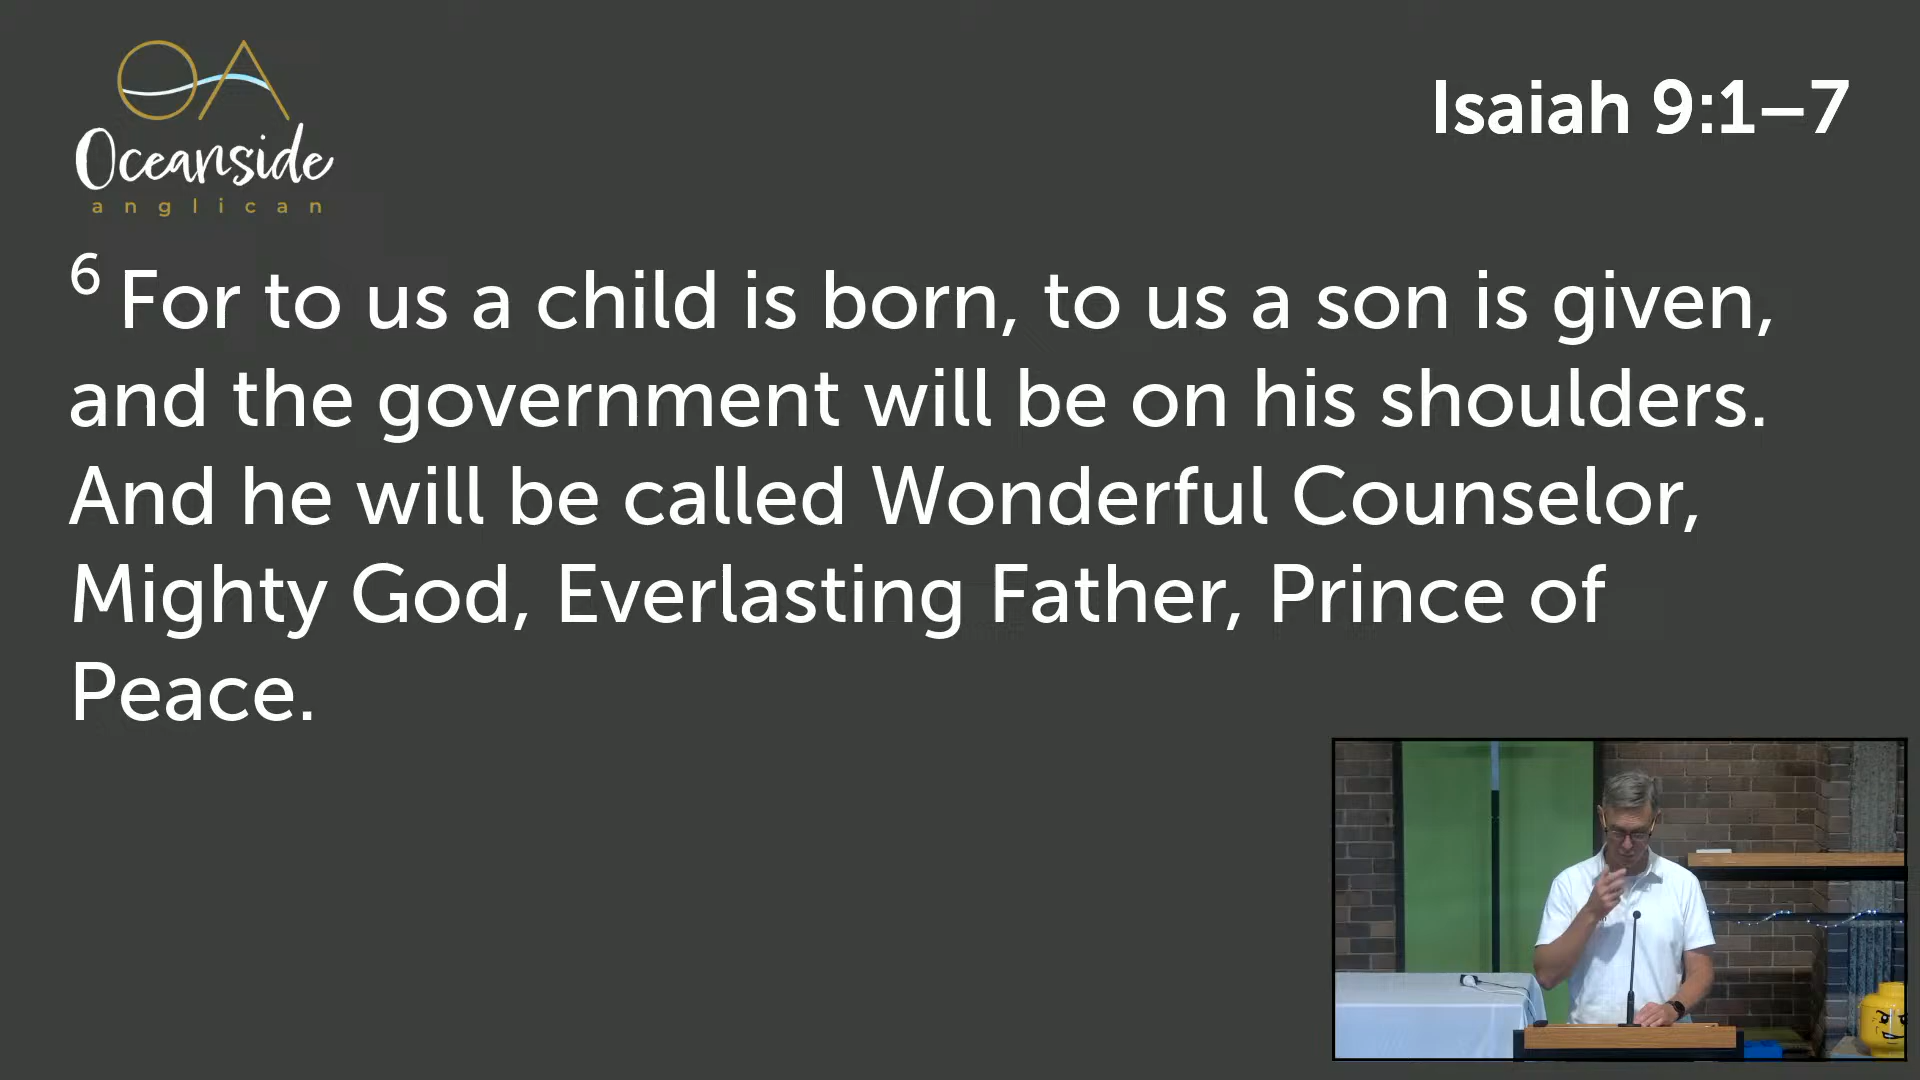 OA
Oceanside
anglican
Isaiah 9:1–7
6 For to us a child is born, to us a son is given,
and the government will be on his shoulders.
And he will be called Wonderful Counselor,
Mighty God, Everlasting Father, Prince of
Peace.